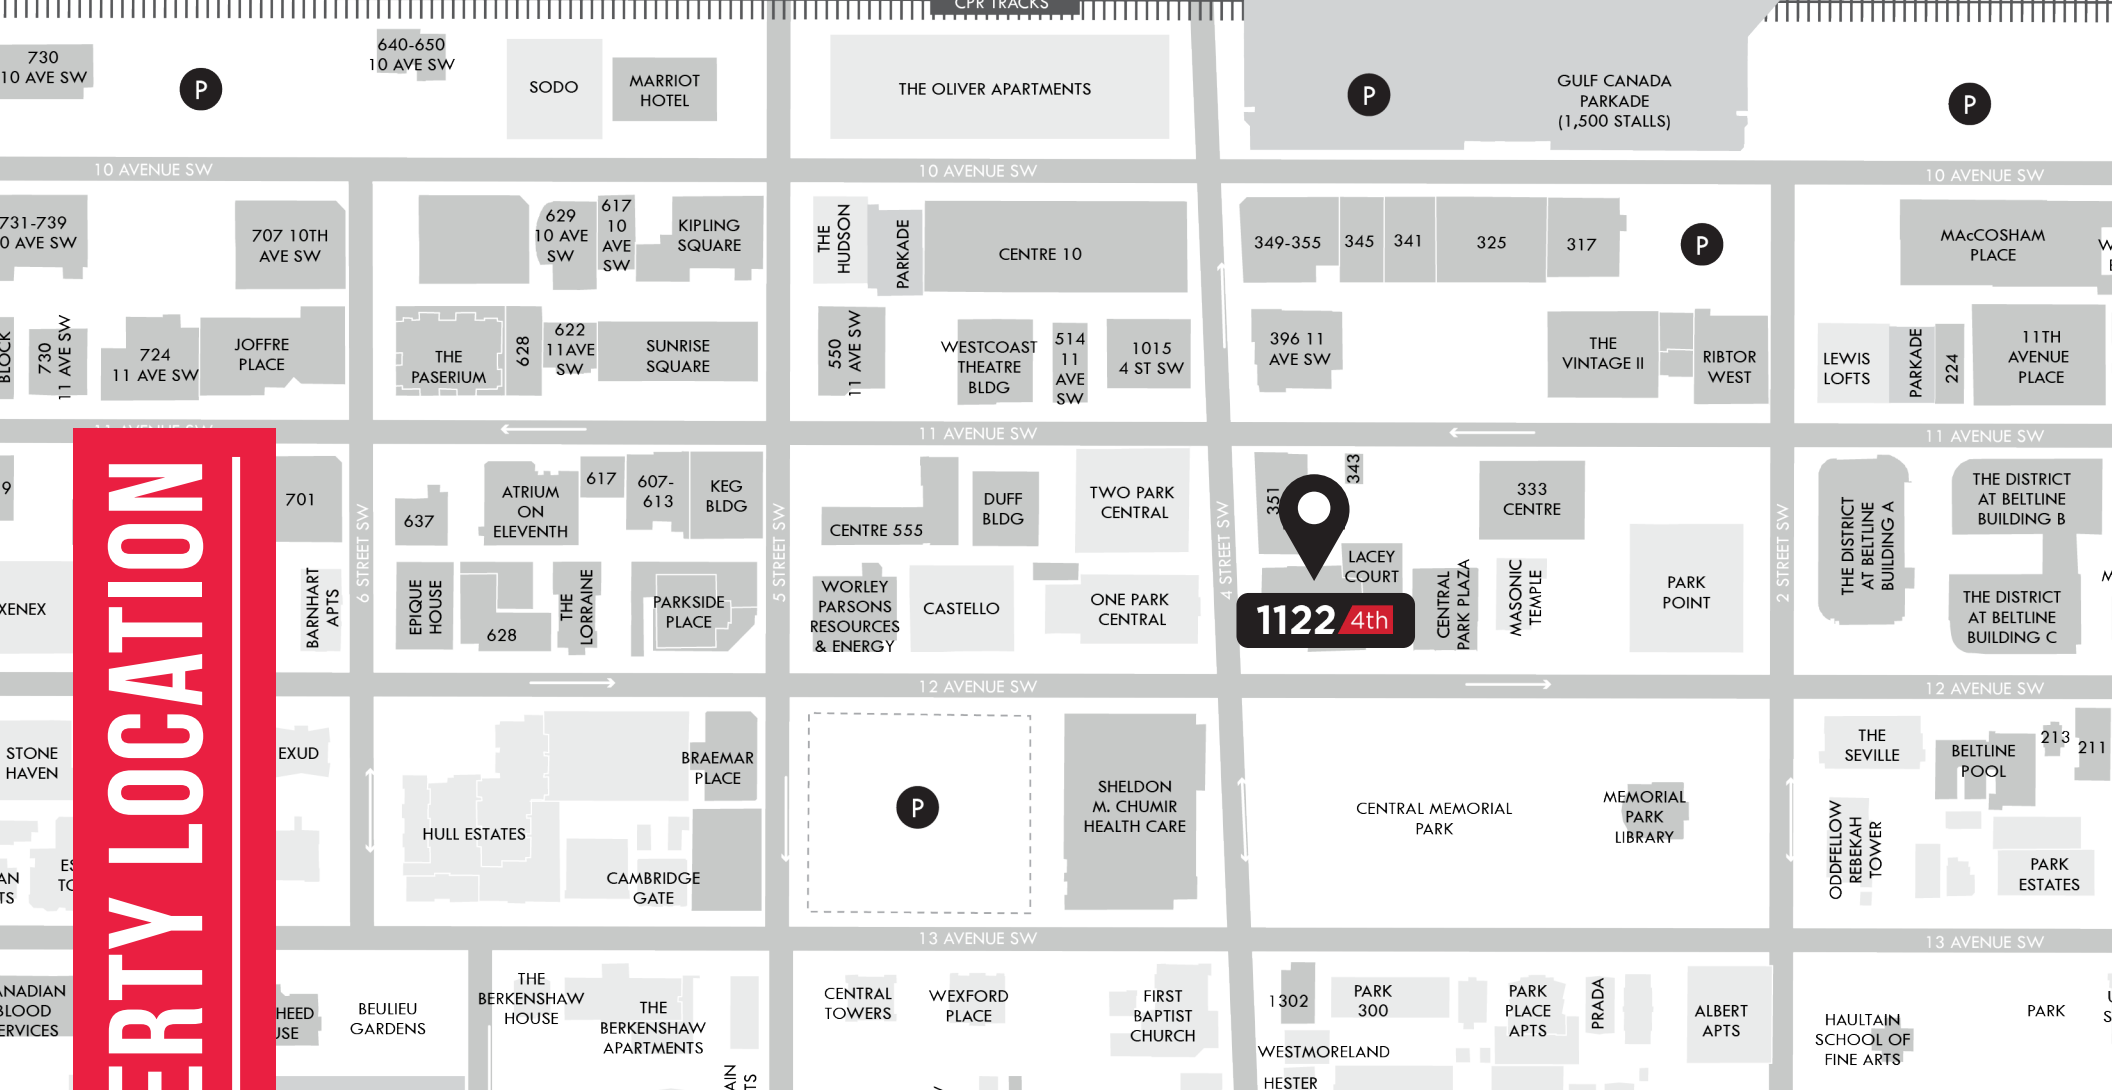 CPR TRACKS
730
10 AVE SW
P
640-650
10 AVE SW
SODO
MARRIOT
HOTEL
THE OLIVER APARTMENTS
P
GULF CANADA
PARKADE
(1,500 STALLS)
P
10 AVENUE SW
10 AVENUE SW
10 AVENUE SW
731-739
0 AVE SW
707 10TH
AVE SW
629
10 AVE
SW
617
10
AVE
SW
KIPLING
SQUARE
THE
HUDSON
PARKADE
CENTRE 10
349-355
345
341
325
317
P
MAcCOSHAM
PLACE
BLOCK
730
11 AVE SW
724
11 AVE SW
JOFFRE
PLACE
THE
PASERIUM
628
622
11AVE
SW
SUNRISE
SQUARE
550
11 AVE SW
WESTCOAST
THEATRE
BLDG
514
11
AVE
SW
1015
4 ST SW
396 11
AVE SW
THE
VINTAGE II
RIBTOR
WEST
LEWIS
LOFTS
PARKADE
224
11TH
AVENUE
PLACE
11 AVENUE SW
11 AVENUE SW
11 AVENUE SW
9
701
6 STREET SW
637
ATRIUM
ON
ELEVENTH
617
607-
613
KEG
BLDG
5 STREET SW
CENTRE 555
DUFF
BLDG
TWO PARK
CENTRAL
4 STREET SW
351
343
333
CENTRE
2 STREET SW
THE DISTRICT
AT BELTLINE
BUILDING A
THE DISTRICT
AT BELTLINE
BUILDING B
XENEX
BARNHART
APTS
EPIQUE
HOUSE
628
THE
LORRAINE
PARKSIDE
PLACE
WORLEY
PARSONS
RESOURCES
& ENERGY
CASTELLO
ONE PARK
CENTRAL
LACEY
COURT
1122 4th
CENTRAL
PARK PLAZA
MASONIC
TEMPLE
PARK
POINT
THE DISTRICT
AT BELTLINE
BUILDING C
ERTY LOCATION
12 AVENUE SW
12 AVENUE SW
STONE
HAVEN
EXUD
HULL ESTATES
BRAEMAR
PLACE
CAMBRIDGE
GATE
P
SHELDON
M. CHUMIR
HEALTH CARE
CENTRAL MEMORIAL
PARK
MEMORIAL
PARK
LIBRARY
THE
SEVILLE
BELTLINE
POOL
213
211
ODDFELLOW
REBEKAH
TOWER
PARK
ESTATES
AN
TS
ES
TO
13 AVENUE SW
13 AVENUE SW
ANADIAN
BLOOD
ERVICES
HEED
USE
BEULIEU
GARDENS
THE
BERKENSHAW
HOUSE
THE
BERKENSHAW
APARTMENTS
AIN
TS
CENTRAL
TOWERS
WEXFORD
PLACE
FIRST
BAPTIST
CHURCH
1302
PARK
300
WESTMORELAND
HESTER
PARK
PLACE
APTS
PRADA
ALBERT
APTS
HAULTAIN
SCHOOL OF
FINE ARTS
PARK